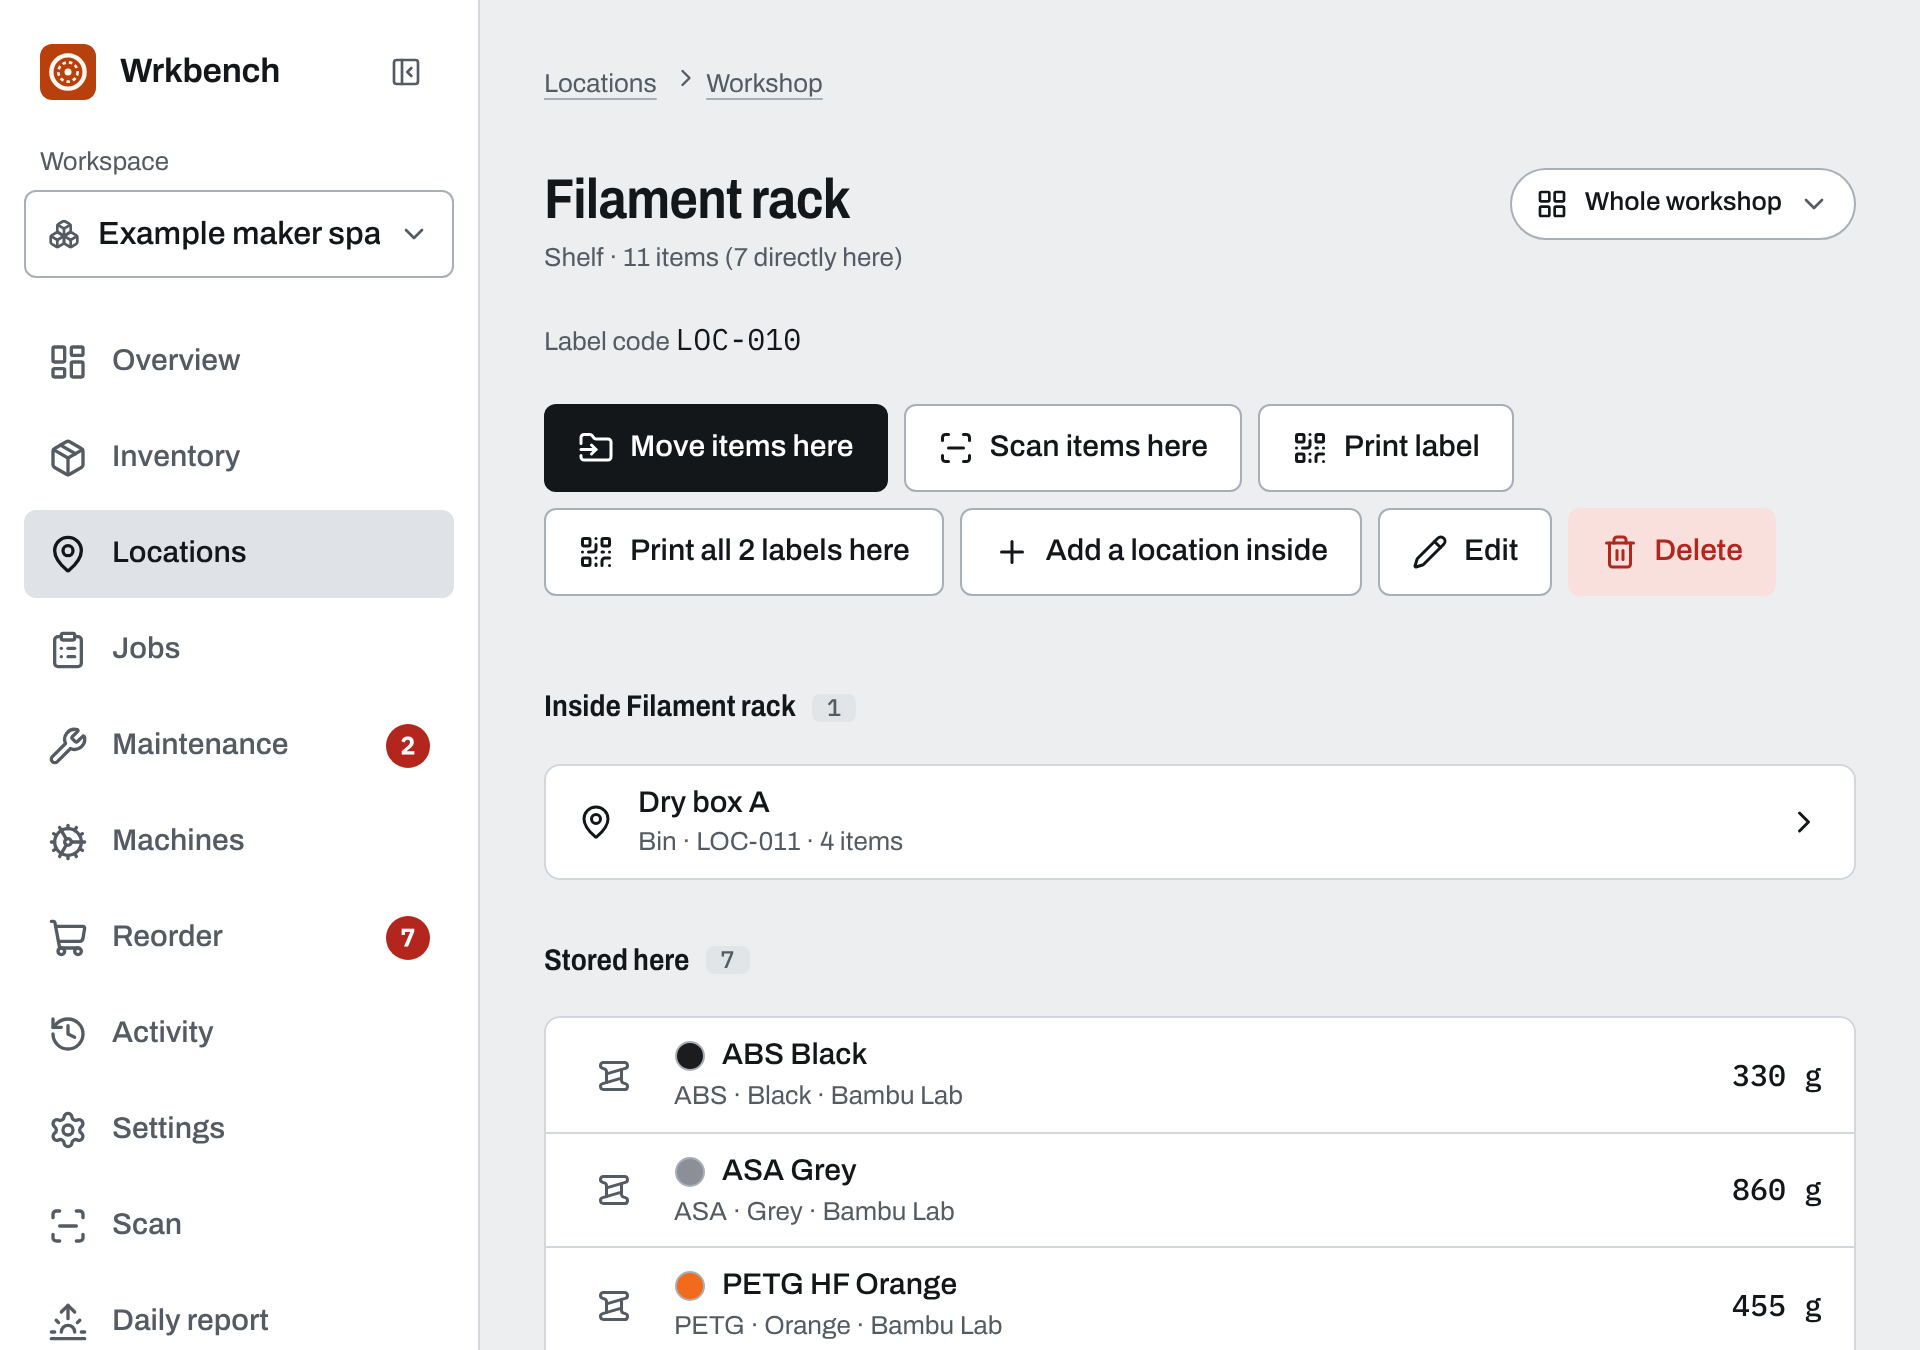 Wrkbench
Workspace
Example maker spa
Overview
Inventory
Locations
Jobs
Maintenance 2
Machines
Reorder 7
Activity
Settings
Scan
Daily report
Locations > Workshop
Filament rack
Whole workshop
Shelf · 11 items (7 directly here)
Label code LOC-010
Move items here
Scan items here
Print label
Print all 2 labels here
Add a location inside
Edit
Delete
Inside Filament rack 1
Dry box A
Bin · LOC-011 · 4 items
Stored here 7
ABS Black
ABS · Black · Bambu Lab
330 g
ASA Grey
ASA · Grey · Bambu Lab
860 g
PETG HF Orange
PETG · Orange · Bambu Lab
455 g